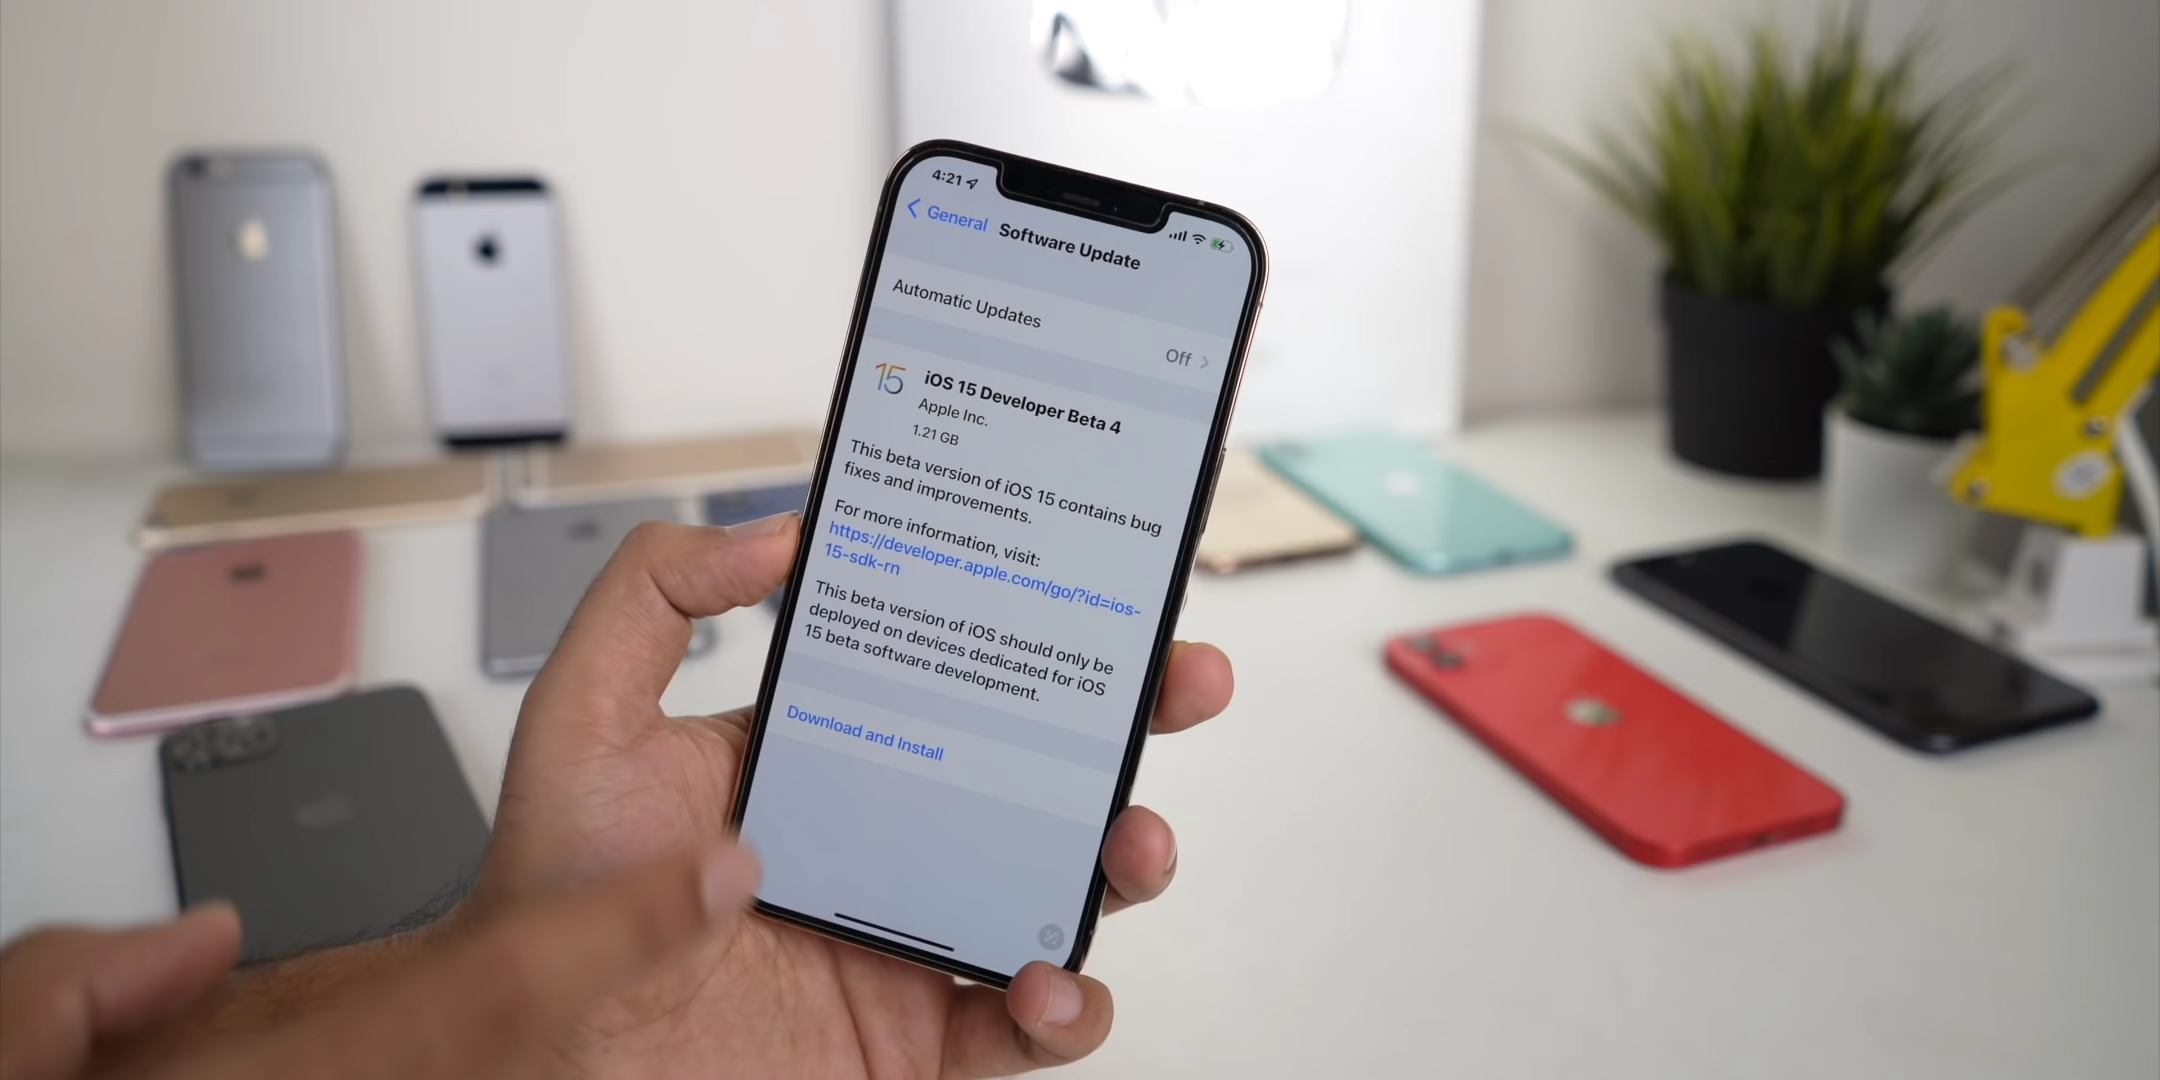 4:21
General
Software Update
Automatic Updates
Off
15
iOS 15 Developer Beta 4
Apple Inc.
1.21 GB
This beta version of iOS 15 contains bug
fixes and improvements.
For more information, visit:
https://developer.apple.com/go/?id=ios-
15-sdk-rn
This beta version of iOS should only be
deployed on devices dedicated for iOS
15 beta software development.
Download and Install